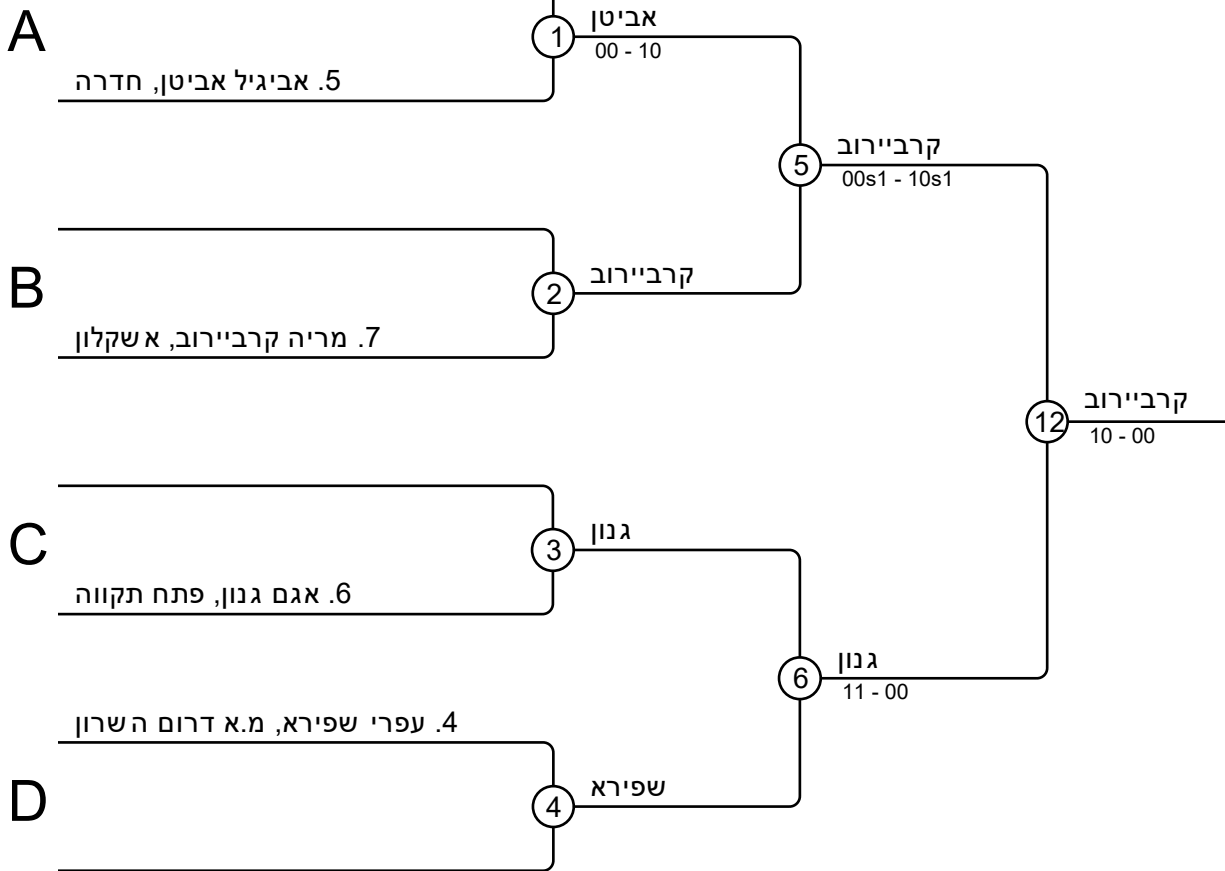 A
1
אביטן
00 - 10
5. אביגיל אביטן, חדרה
5
קרביירוב
00s1 - 10s1
B
2
קרביירוב
7. מריה קרביירוב, אשקלון
12
קרביירוב
10 - 00
C
3
גנון
6. אגם גנון, פתח תקווה
6
גנון
11 - 00
4. עפרי שפירא, מ.א דרום השרון
D
4
שפירא